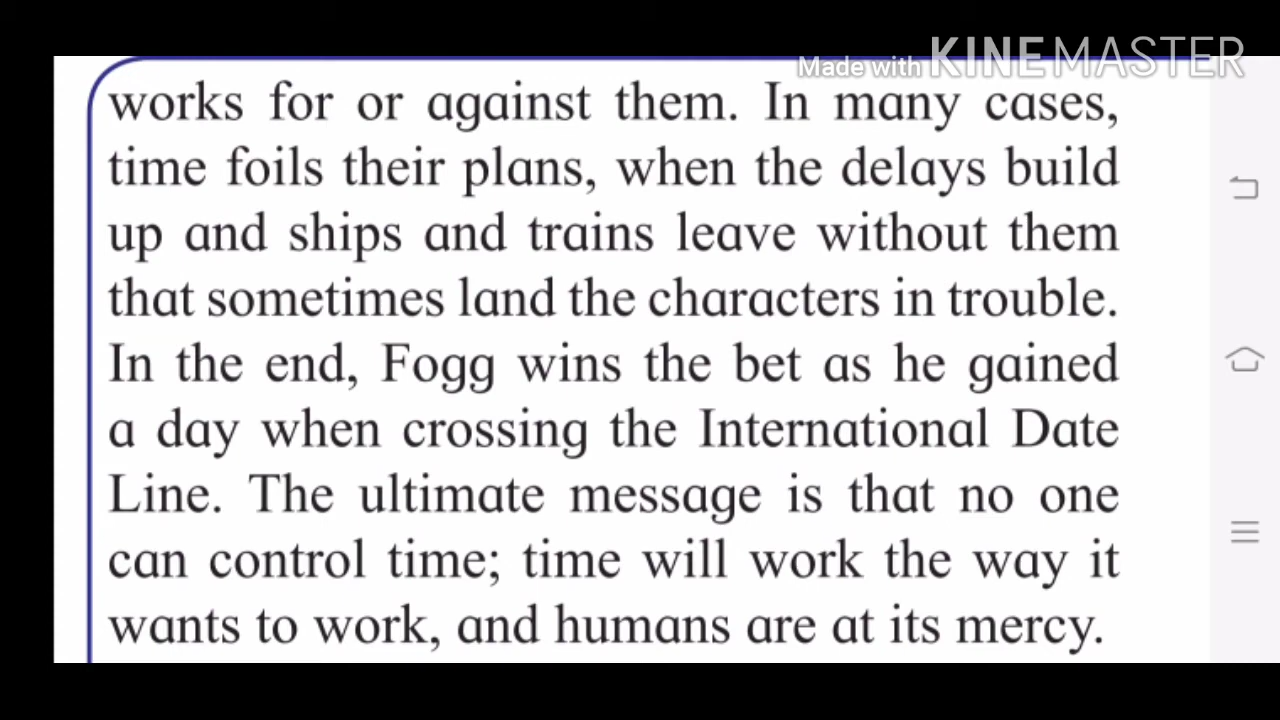 Made with KINEMASTER
works for or against them. In many cases,
time foils their plans, when the delays build
up and ships and trains leave without them
that sometimes land the characters in trouble.
In the end, Fogg wins the bet as he gained
a day when crossing the International Date
Line. The ultimate message is that no one
can control time; time will work the way it
wants to work, and humans are at its mercy.